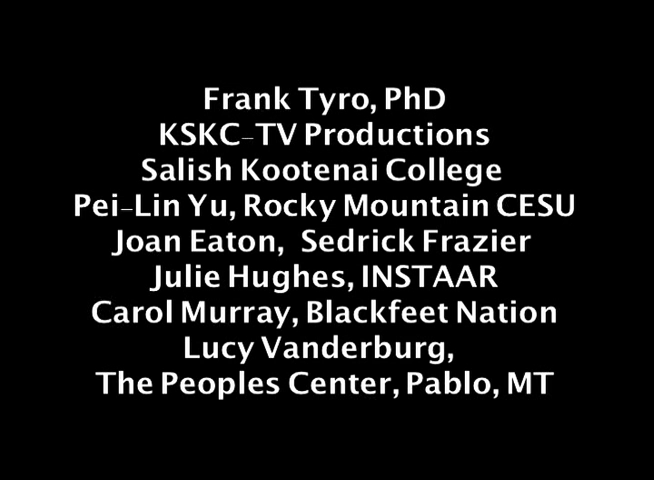 Frank Tyro, PhD
KSKC-TV Productions
Salish Kootenai College
Pei-Lin Yu, Rocky Mountain CESU
Joan Eaton,  Sedrick Frazier
Julie Hughes, INSTAAR
Carol Murray, Blackfeet Nation
Lucy Vanderburg,
The Peoples Center, Pablo, MT